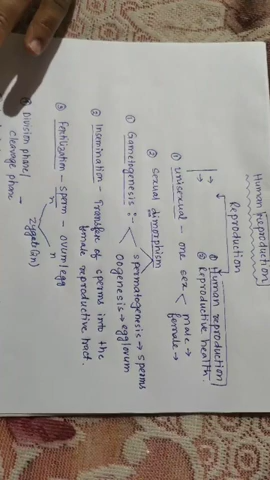 Human Reproduction
Reproduction
① Human reproduction
② Reproductive health.
① unisexual - one sex < male →
female →
② sexual dimorphism
① Gametogenesis :- < spermatogenesis → sperms
oogenesis → egg/ovum
② Insemination - Transfer of sperms into the
female reproductive tract.
③ Fertilization - sperm - ovum/egg
n n
zygote(2n)
④ Division phase/ →
cleavage phase